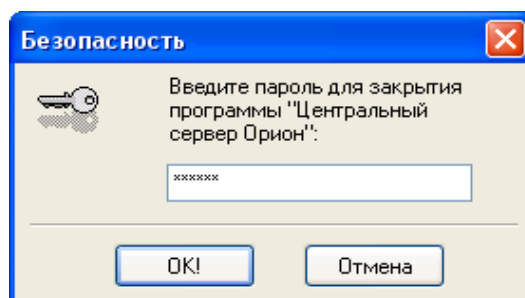 Безопасность
Введите пароль для закрытия
программы "Центральный
сервер Орион":
******
OK!
Отмена